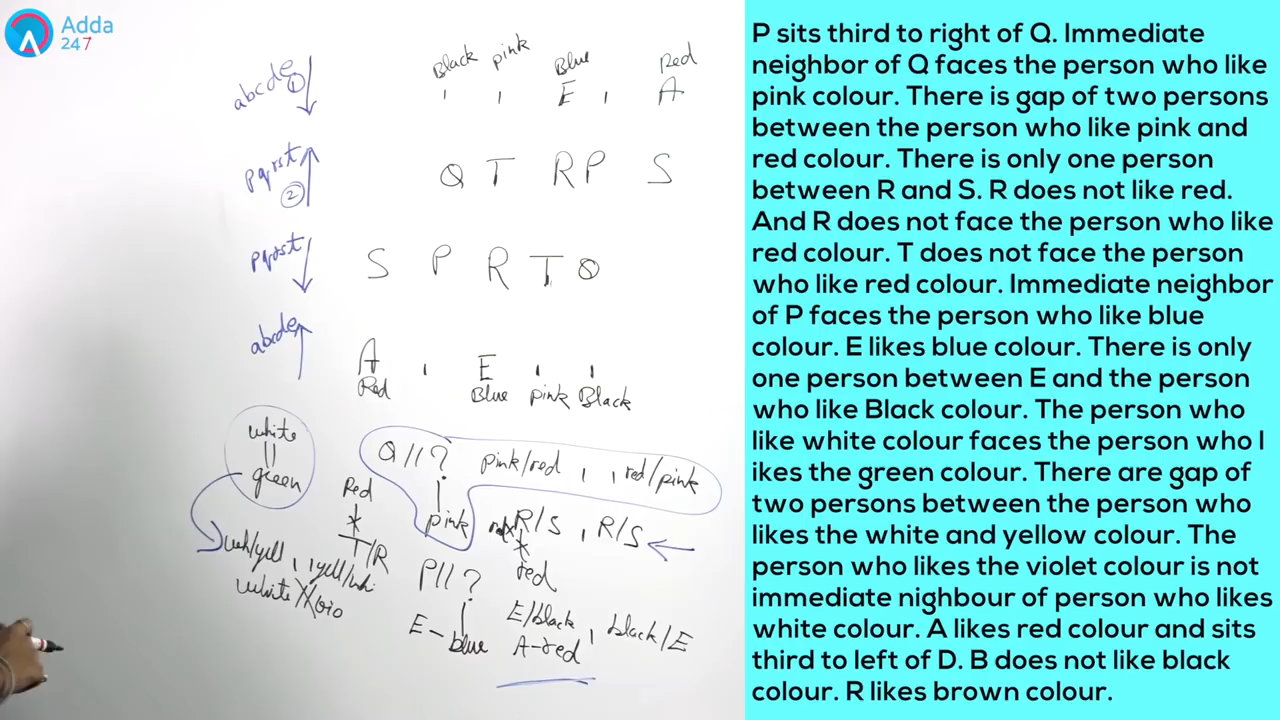 Adda
247
Black pink Blue Red
abcde ①
E A
pqrst
②
Q T R P S
pqrst
S P R T Q
abcde
A E
Red Blue pink Black
white
||
green
Q // ? pink/red , , red/pink
pink
Red
T/R
R/S , R/S
red
wh/yell , , yell/wh
white X vio
P // ?
E - blue
E/black , black/E
A-red
P sits third to right of Q. Immediate
neighbor of Q faces the person who like
pink colour. There is gap of two persons
between the person who like pink and
red colour. There is only one person
between R and S. R does not like red.
And R does not face the person who like
red colour. T does not face the person
who like red colour. Immediate neighbor
of P faces the person who like blue
colour. E likes blue colour. There is only
one person between E and the person
who like Black colour. The person who
like white colour faces the person who l
ikes the green colour. There are gap of
two persons between the person who
likes the white and yellow colour. The
person who likes the violet colour is not
immediate nighbour of person who likes
white colour. A likes red colour and sits
third to left of D. B does not like black
colour. R likes brown colour.